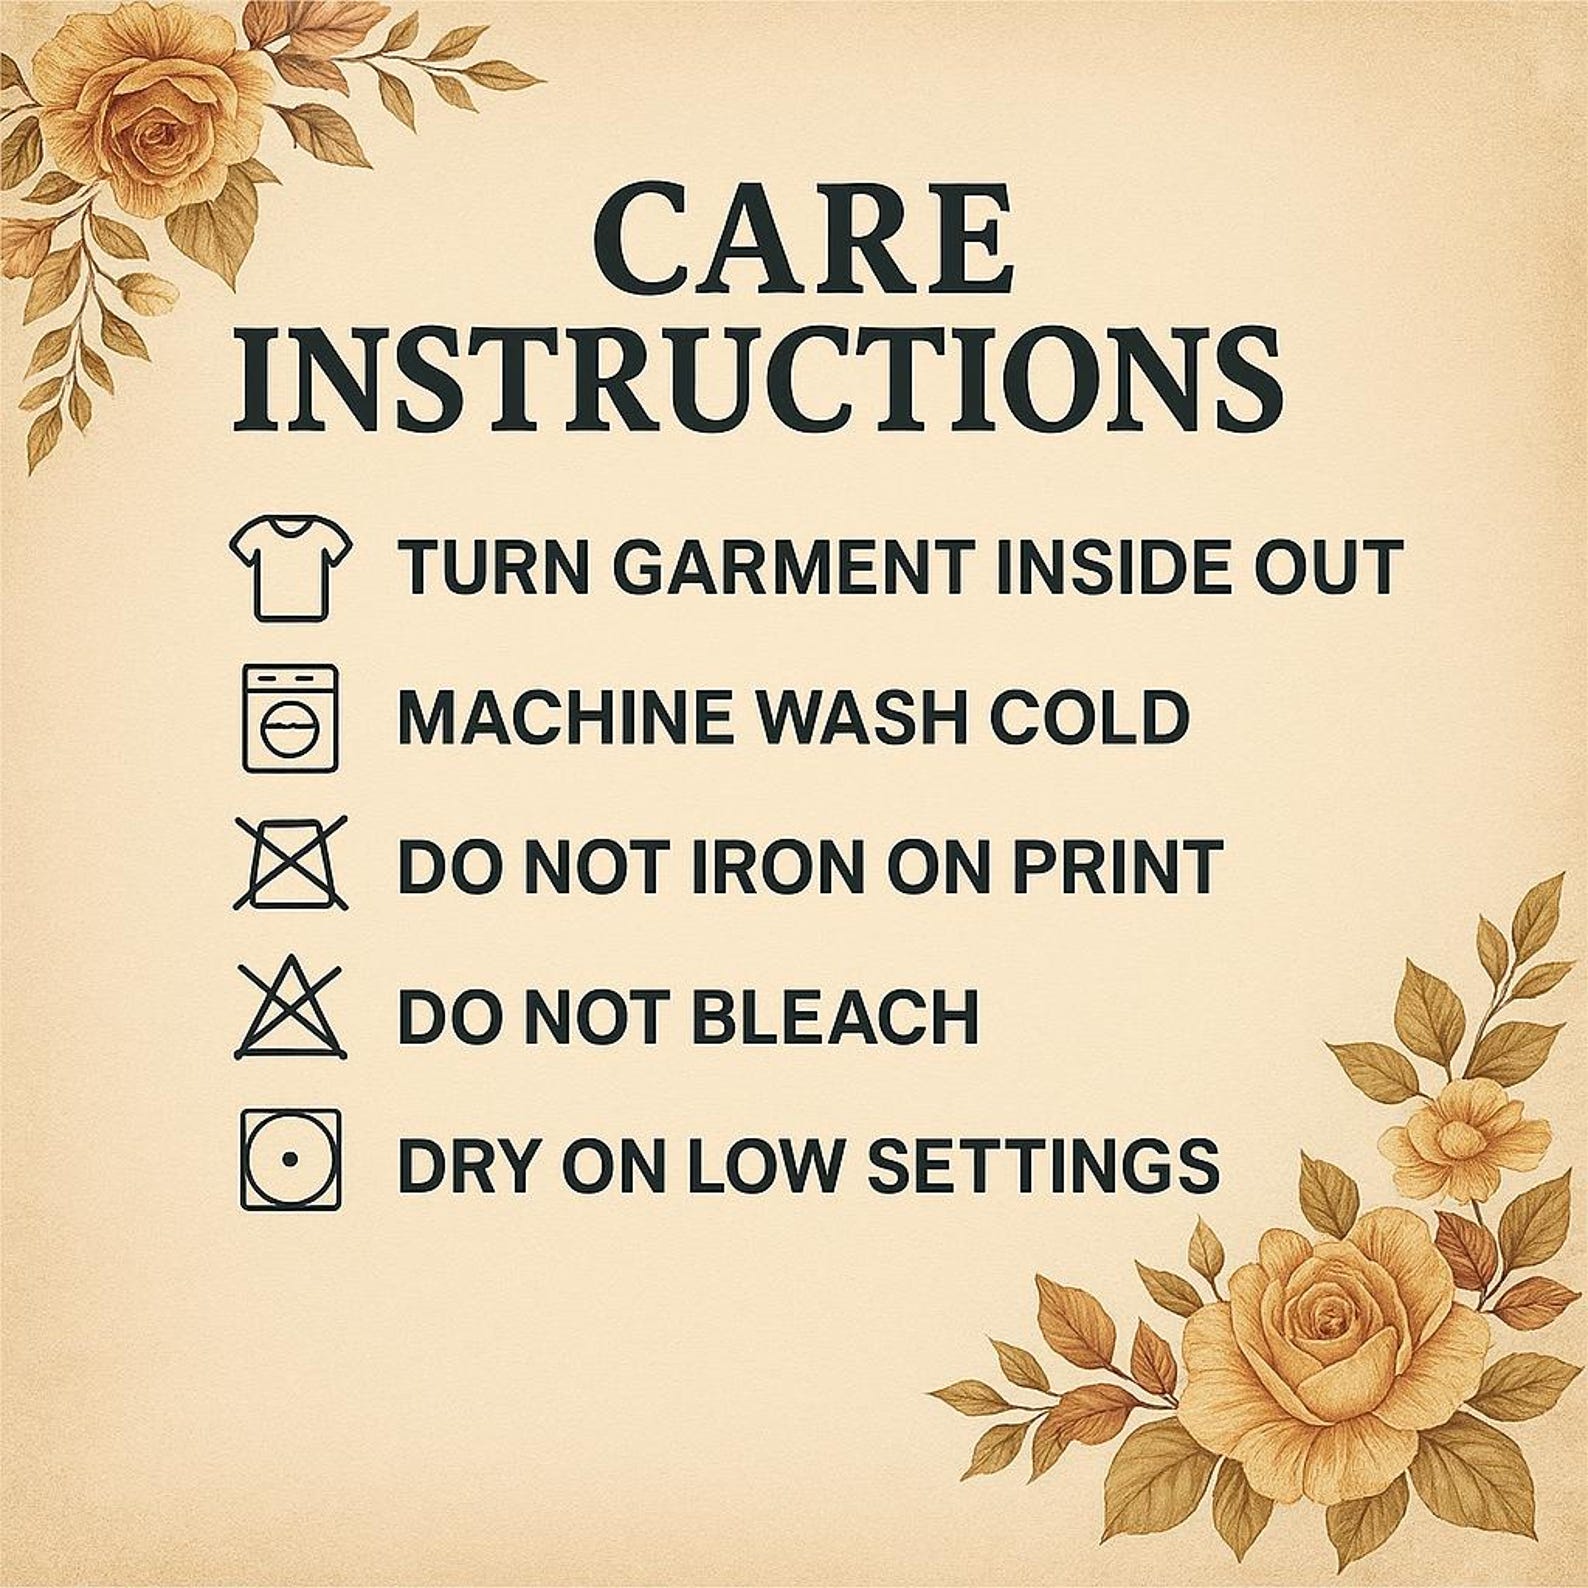 CARE
INSTRUCTIONS
TURN GARMENT INSIDE OUT
MACHINE WASH COLD
DO NOT IRON ON PRINT
DO NOT BLEACH
DRY ON LOW SETTINGS